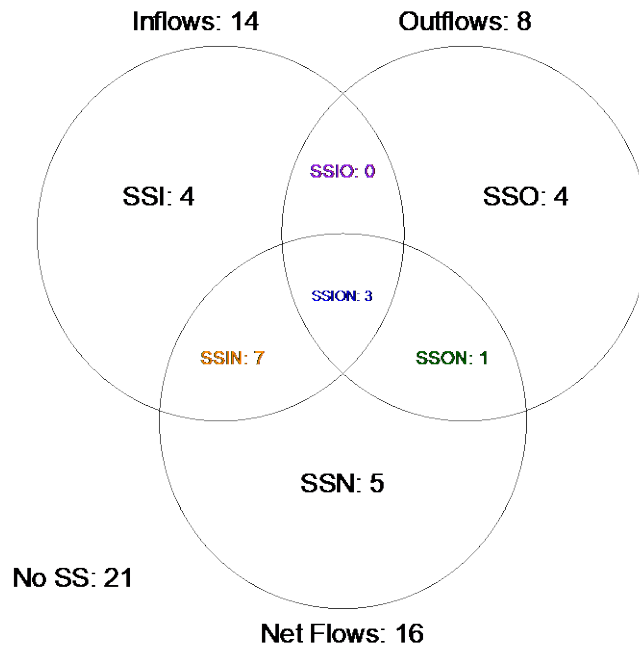 Inflows: 14
Outflows: 8
SSIO: 0
SSI: 4
SSO: 4
SSION: 3
SSIN: 7
SSON: 1
SSN: 5
No SS: 21
Net Flows: 16